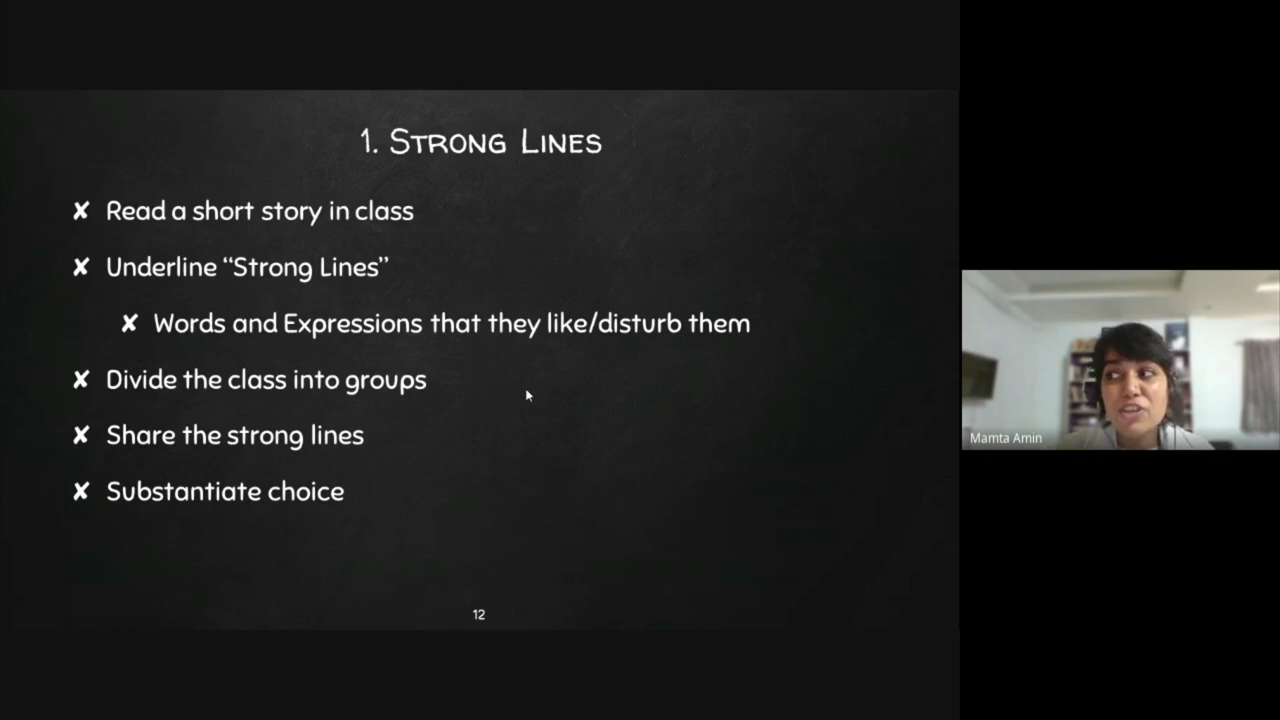 1. Strong Lines
✘ Read a short story in class
✘ Underline “Strong Lines”
✘ Words and Expressions that they like/disturb them
✘ Divide the class into groups
✘ Share the strong lines
✘ Substantiate choice
12
Mamta Amin